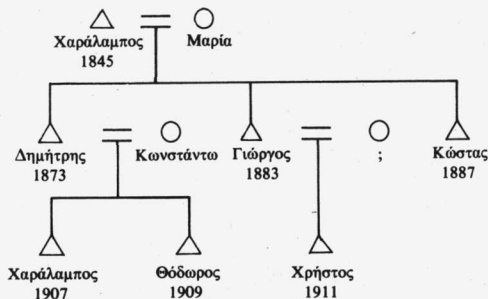 Χαράλαμπος
1845
Μαρία
Δημήτρης
1873
Κωνστάντω
Γιώργος
1883
;
Κώστας
1887
Χαράλαμπος
1907
Θόδωρος
1909
Χρήστος
1911